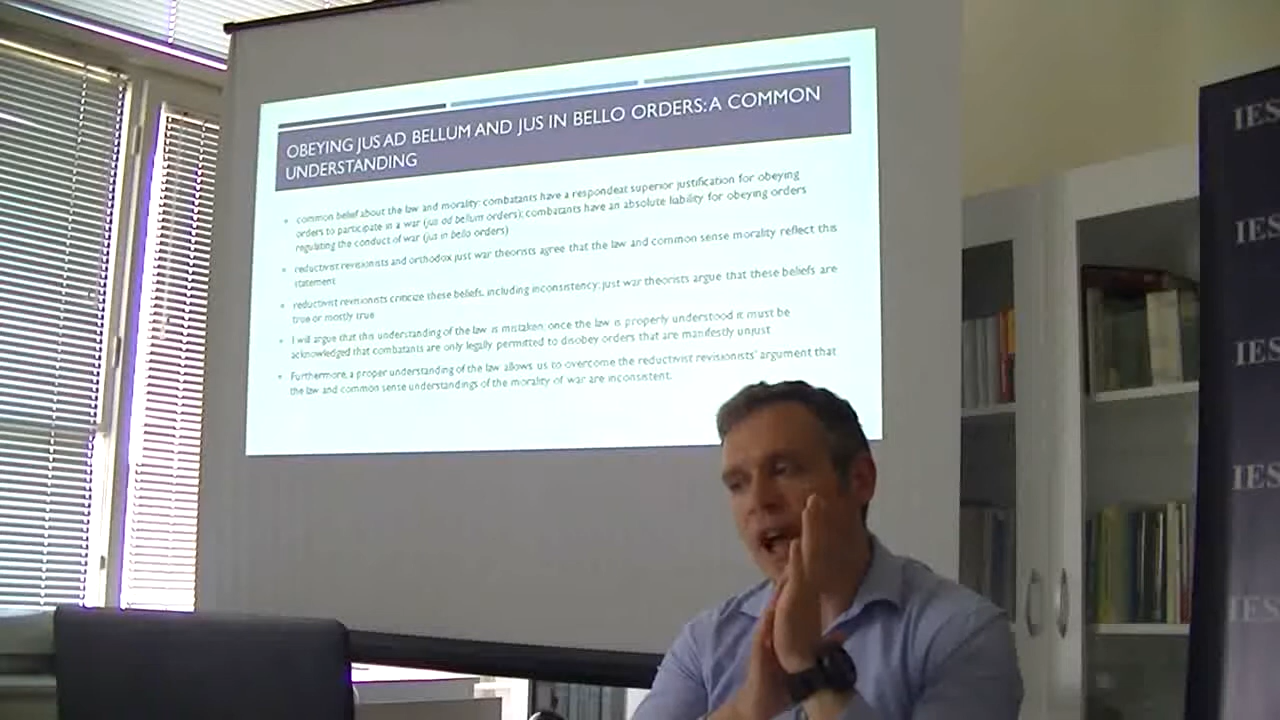 OBEYING JUS AD BELLUM AND JUS IN BELLO ORDERS: A COMMON
UNDERSTANDING
common belief about the law and morality: combatants have a respondeat superior justification for obeying
orders to participate in a war (jus ad bellum orders); combatants have an absolute liability for obeying orders
regulating the conduct of war (jus in bello orders)
reductivist revisionists and orthodox just war theorists agree that the law and common sense morality reflect this
statement
reductivist revisionists criticize these beliefs, including inconsistency; just war theorists argue that these beliefs are
true or mostly true
I will argue that this understanding of the law is mistaken: once the law is properly understood it must be
acknowledged that combatants are only legally permitted to disobey orders that are manifestly unjust
Furthermore, a proper understanding of the law allows us to overcome the reductivist revisionists' argument that
the law and common sense understandings of the morality of war are inconsistent.
IES
IES
IES
IES
IES